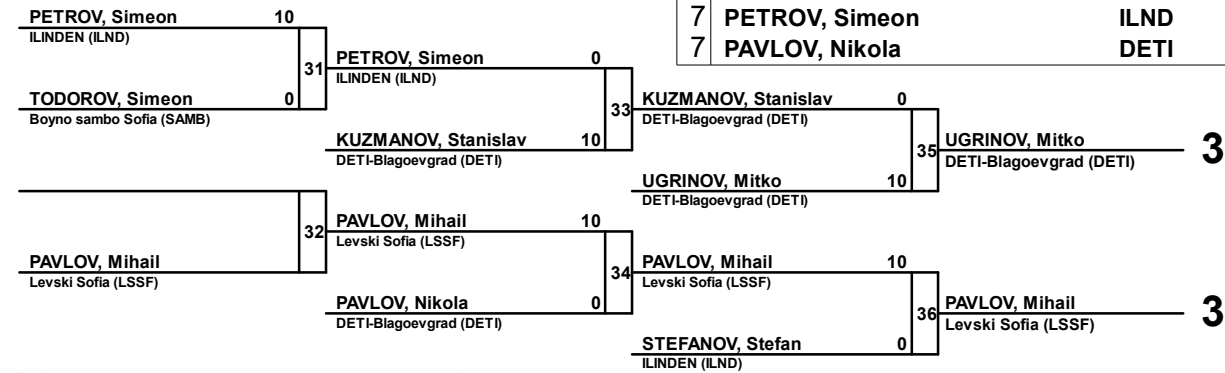 PETROV, Simeon 10
ILINDEN (ILND)
7 PETROV, Simeon ILND
7 PAVLOV, Nikola DETI
31
PETROV, Simeon 0
ILINDEN (ILND)
TODOROV, Simeon 0
Boyno sambo Sofia (SAMB)
33
KUZMANOV, Stanislav 0
DETI-Blagoevgrad (DETI)
KUZMANOV, Stanislav 10
DETI-Blagoevgrad (DETI)
35
UGRINOV, Mitko
DETI-Blagoevgrad (DETI)
3
UGRINOV, Mitko 10
DETI-Blagoevgrad (DETI)
32
PAVLOV, Mihail 10
Levski Sofia (LSSF)
PAVLOV, Mihail
Levski Sofia (LSSF)
34
PAVLOV, Mihail 10
Levski Sofia (LSSF)
PAVLOV, Nikola 0
DETI-Blagoevgrad (DETI)
36
PAVLOV, Mihail
Levski Sofia (LSSF)
3
STEFANOV, Stefan 0
ILINDEN (ILND)